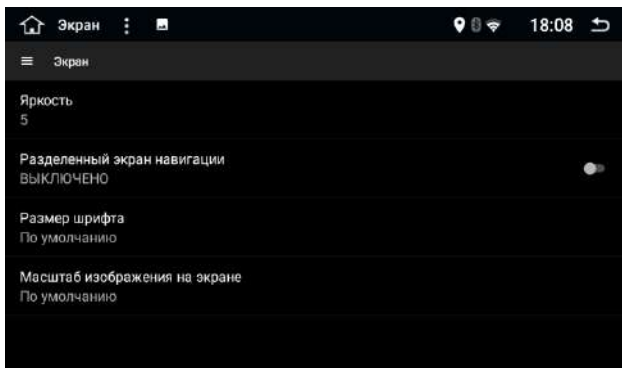 Экран
18:08
Экран
Яркость
5
Разделенный экран навигации
ВЫКЛЮЧЕНО
Размер шрифта
По умолчанию
Масштаб изображения на экране
По умолчанию